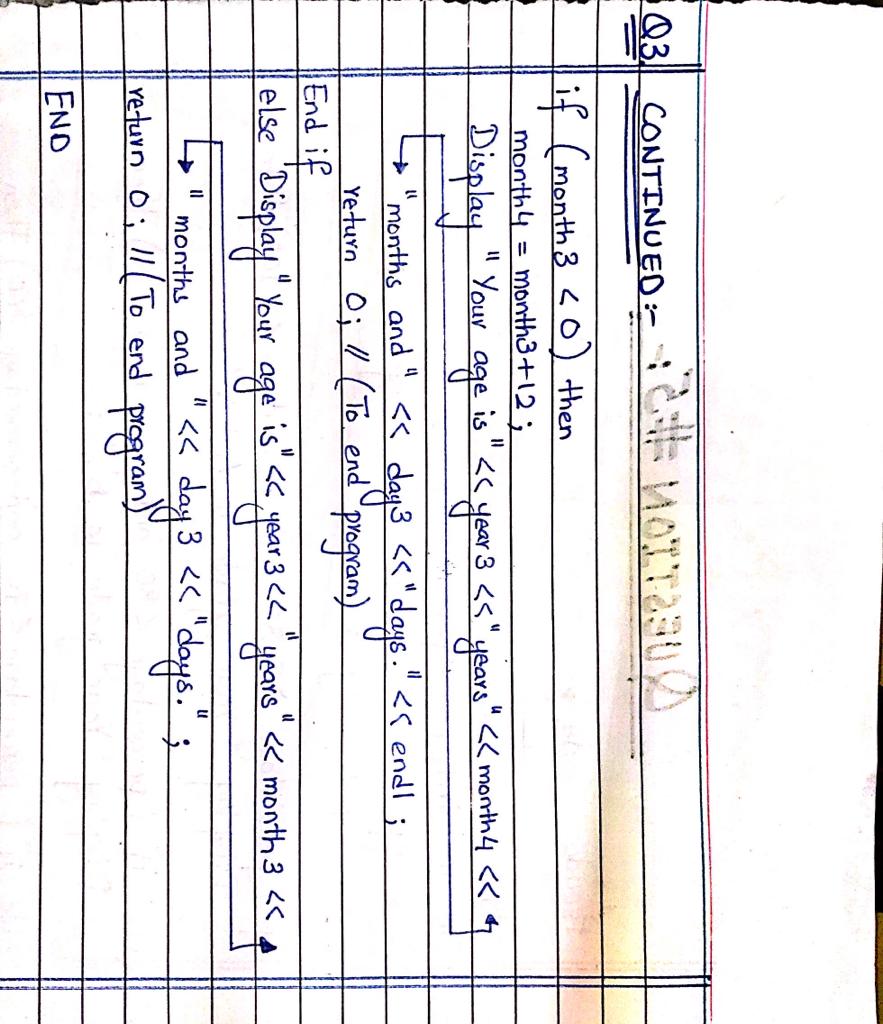 Q3. CONTINUED:-
if (month3 <0) then
month4 = month3+12;
Display "Your age is" << year3 << "years" << month4 <<
"months and" << day3 << "days." << endl;
return 0; // (To end program)
End if
else Display "Your age is" << year3 << "years" << month3 <<
"months and" << day3 << "days.";
return 0; // (To end program)
END
QUESTION #5:-